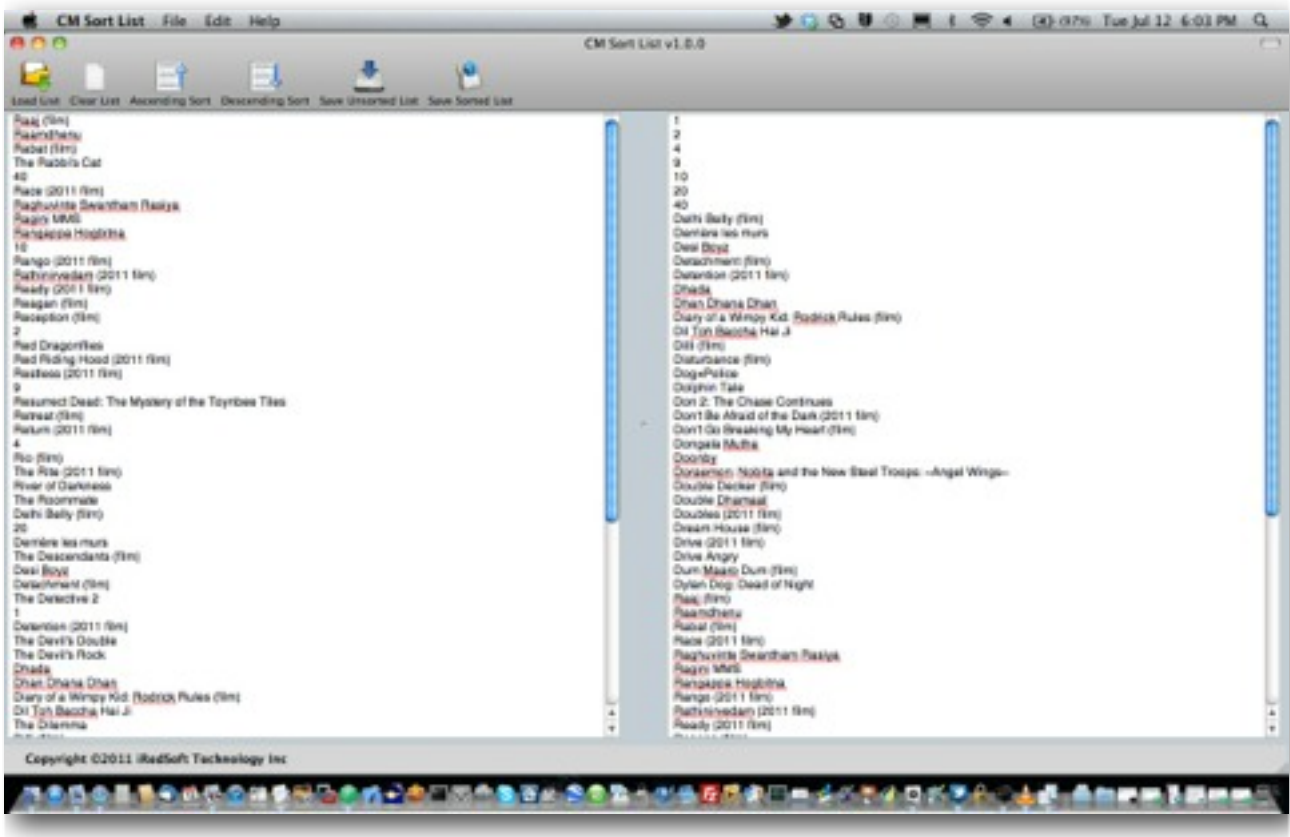 CM Sort List File Edit Help
(97%) Tue Jul 12 6:03 PM
CM Sort List v1.0.0
Load List Clear List Ascending Sort Descending Sort Save Unsorted List Save Sorted List
Raaj (film)
Raamdhenu
Rabat (film)
The Rabbi's Cat
40
Race (2011 film)
Raghuvinte Swantham Rasiya
Ragini MMS
Rangappa Hogbitna
10
Rango (2011 film)
Rathinirvedam (2011 film)
Ready (2011 film)
Reagan (film)
Reception (film)
2
Red Dragonflies
Red Riding Hood (2011 film)
Restless (2011 film)
9
Resurrect Dead: The Mystery of the Toynbee Tiles
Retreat (film)
Return (2011 film)
4
Rio (film)
The Rite (2011 film)
River of Darkness
The Roommate
Delhi Belly (film)
20
Derrière les murs
The Descendants (film)
Desi Boyz
Detachment (film)
The Detective 2
1
Detention (2011 film)
The Devil's Double
The Devil's Rock
Dhada
Dhan Dhana Dhan
Diary of a Wimpy Kid: Rodrick Rules (film)
Dil Toh Baccha Hai Ji
The Dilemma
1
2
4
9
10
20
40
Delhi Belly (film)
Derrière les murs
Desi Boyz
Detachment (film)
Detention (2011 film)
Dhada
Dhan Dhana Dhan
Diary of a Wimpy Kid: Rodrick Rules (film)
Dil Toh Baccha Hai Ji
Dilli (film)
Disturbance (film)
Dog×Police
Dolphin Tale
Don 2: The Chase Continues
Don't Be Afraid of the Dark (2011 film)
Don't Go Breaking My Heart (film)
Dongala Mutha
Doonby
Doraemon: Nobita and the New Steel Troops: ~Angel Wings~
Double Decker (film)
Double Dhamaal
Doubles (2011 film)
Dream House (film)
Drive (2011 film)
Drive Angry
Dum Maaro Dum (film)
Dylan Dog: Dead of Night
Raaj (film)
Raamdhenu
Rabat (film)
Race (2011 film)
Raghuvinte Swantham Rasiya
Ragini MMS
Rangappa Hogbitna
Rango (2011 film)
Rathinirvedam (2011 film)
Ready (2011 film)
Copyright ©2011 iRedSoft Technology Inc